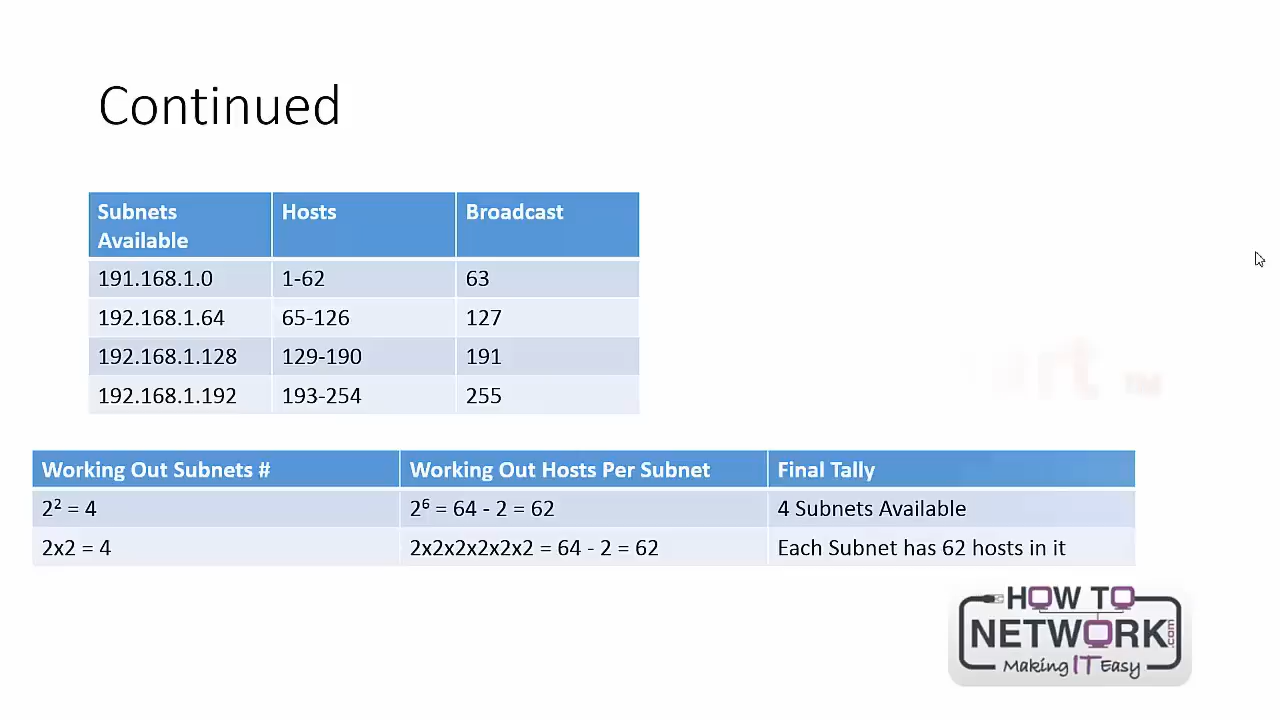 Continued
Subnets Available Hosts Broadcast
191.168.1.0 1-62 63
192.168.1.64 65-126 127
192.168.1.128 129-190 191
192.168.1.192 193-254 255
Working Out Subnets # Working Out Hosts Per Subnet Final Tally
2² = 4 2⁶ = 64 - 2 = 62 4 Subnets Available
2x2 = 4 2x2x2x2x2x2 = 64 - 2 = 62 Each Subnet has 62 hosts in it
HOW TO
NETWORK.com
Making IT Easy